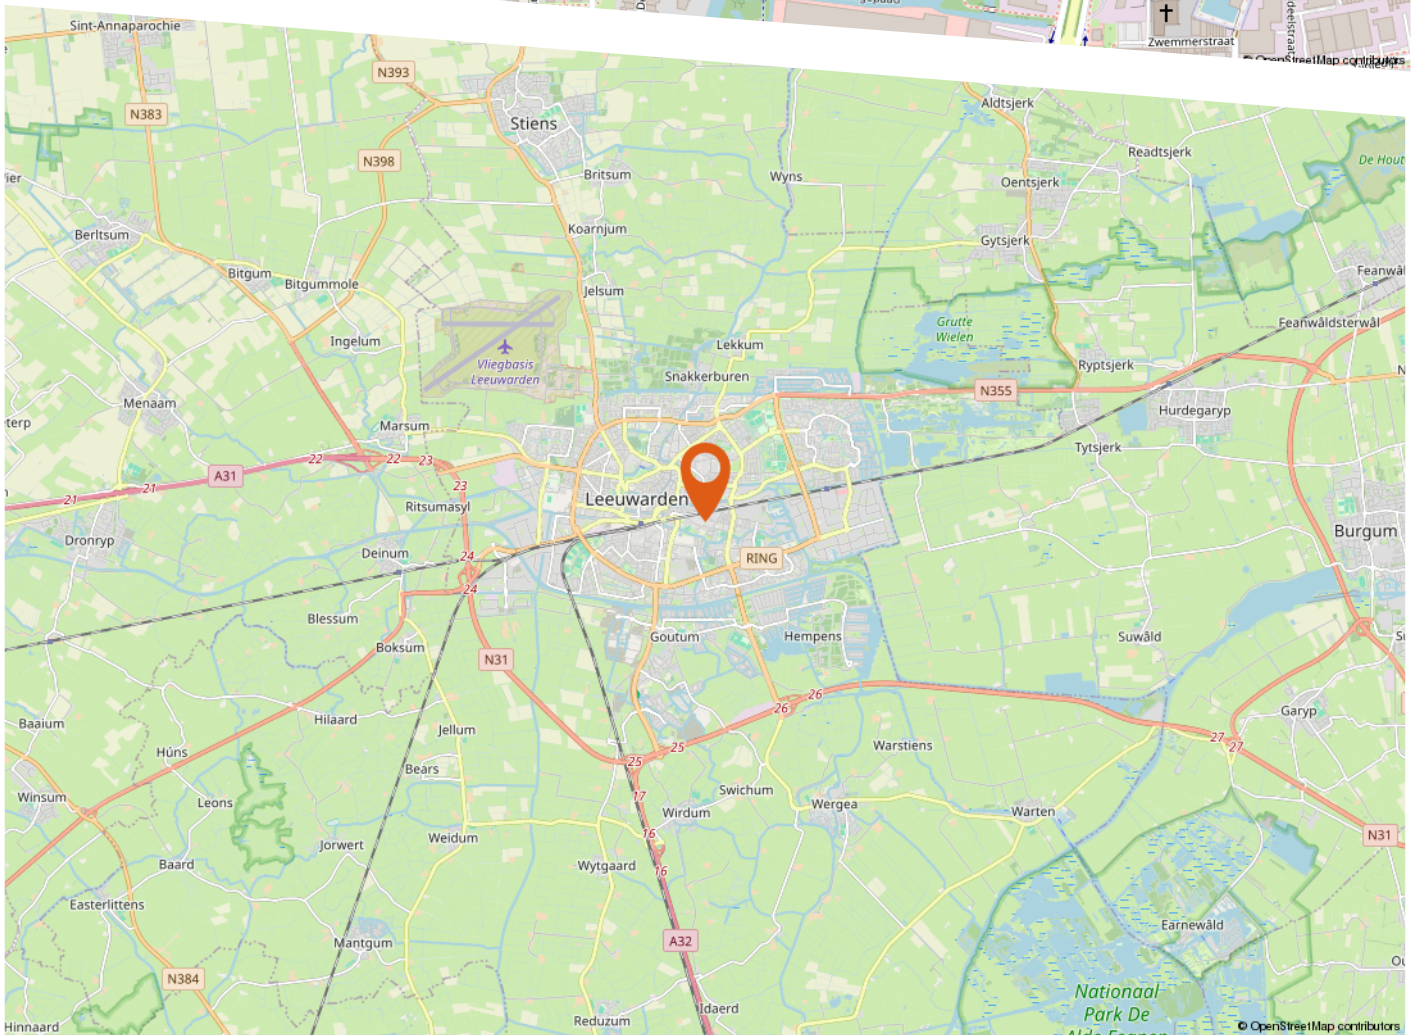 Zwemmerstraat
© OpenStreetMap contributors
Sint-Annaparochie
N393
N383
Stiens
Aldtsjerk
N398
Readtsjerk
De Hout
Britsum
Wyns
Oentsjerk
Koarnjum
Berltsum
Gytsjerk
Bitgum
Bitgummole
Jelsum
Feanwâl
Grutte
Wielen
Feanwâldsterwâl
Ingelum
Lekkum
Vliegbasis
Leeuwarden
Snakkerburen
Ryptsjerk
N355
Menaam
Hurdegaryp
terp
Marsum
Tytsjerk
22
22
23
A31
21
21
23
Leeuwarden
Ritsumasyl
Dronryp
Deinum
24
RING
Burgum
24
Blessum
Goutum
Hempens
Suwâld
Boksum
N31
26
26
Baaium
Hilaard
Jellum
Garyp
Húns
25
Warstiens
27
27
25
Bears
Winsum
Leons
17
Swichum
Wirdum
Wergea
Warten
16
N31
Weidum
Jorwert
Baard
Wytgaard
16
Easterlittens
Earnewâld
Mantgum
A32
N384
Nationaal
Park De
Idaerd
Reduzum
Hinnaard
© OpenStreetMap contributors